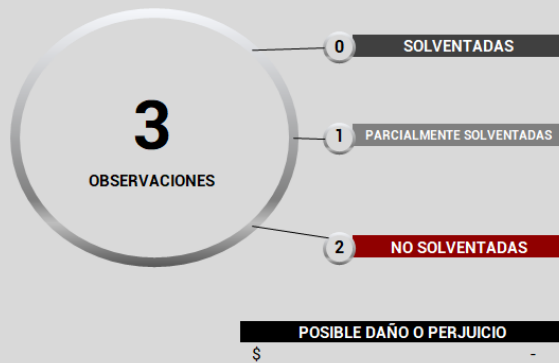 0 SOLVENTADAS
3
OBSERVACIONES
1 PARCIALMENTE SOLVENTADAS
2 NO SOLVENTADAS
POSIBLE DAÑO O PERJUICIO
$ -